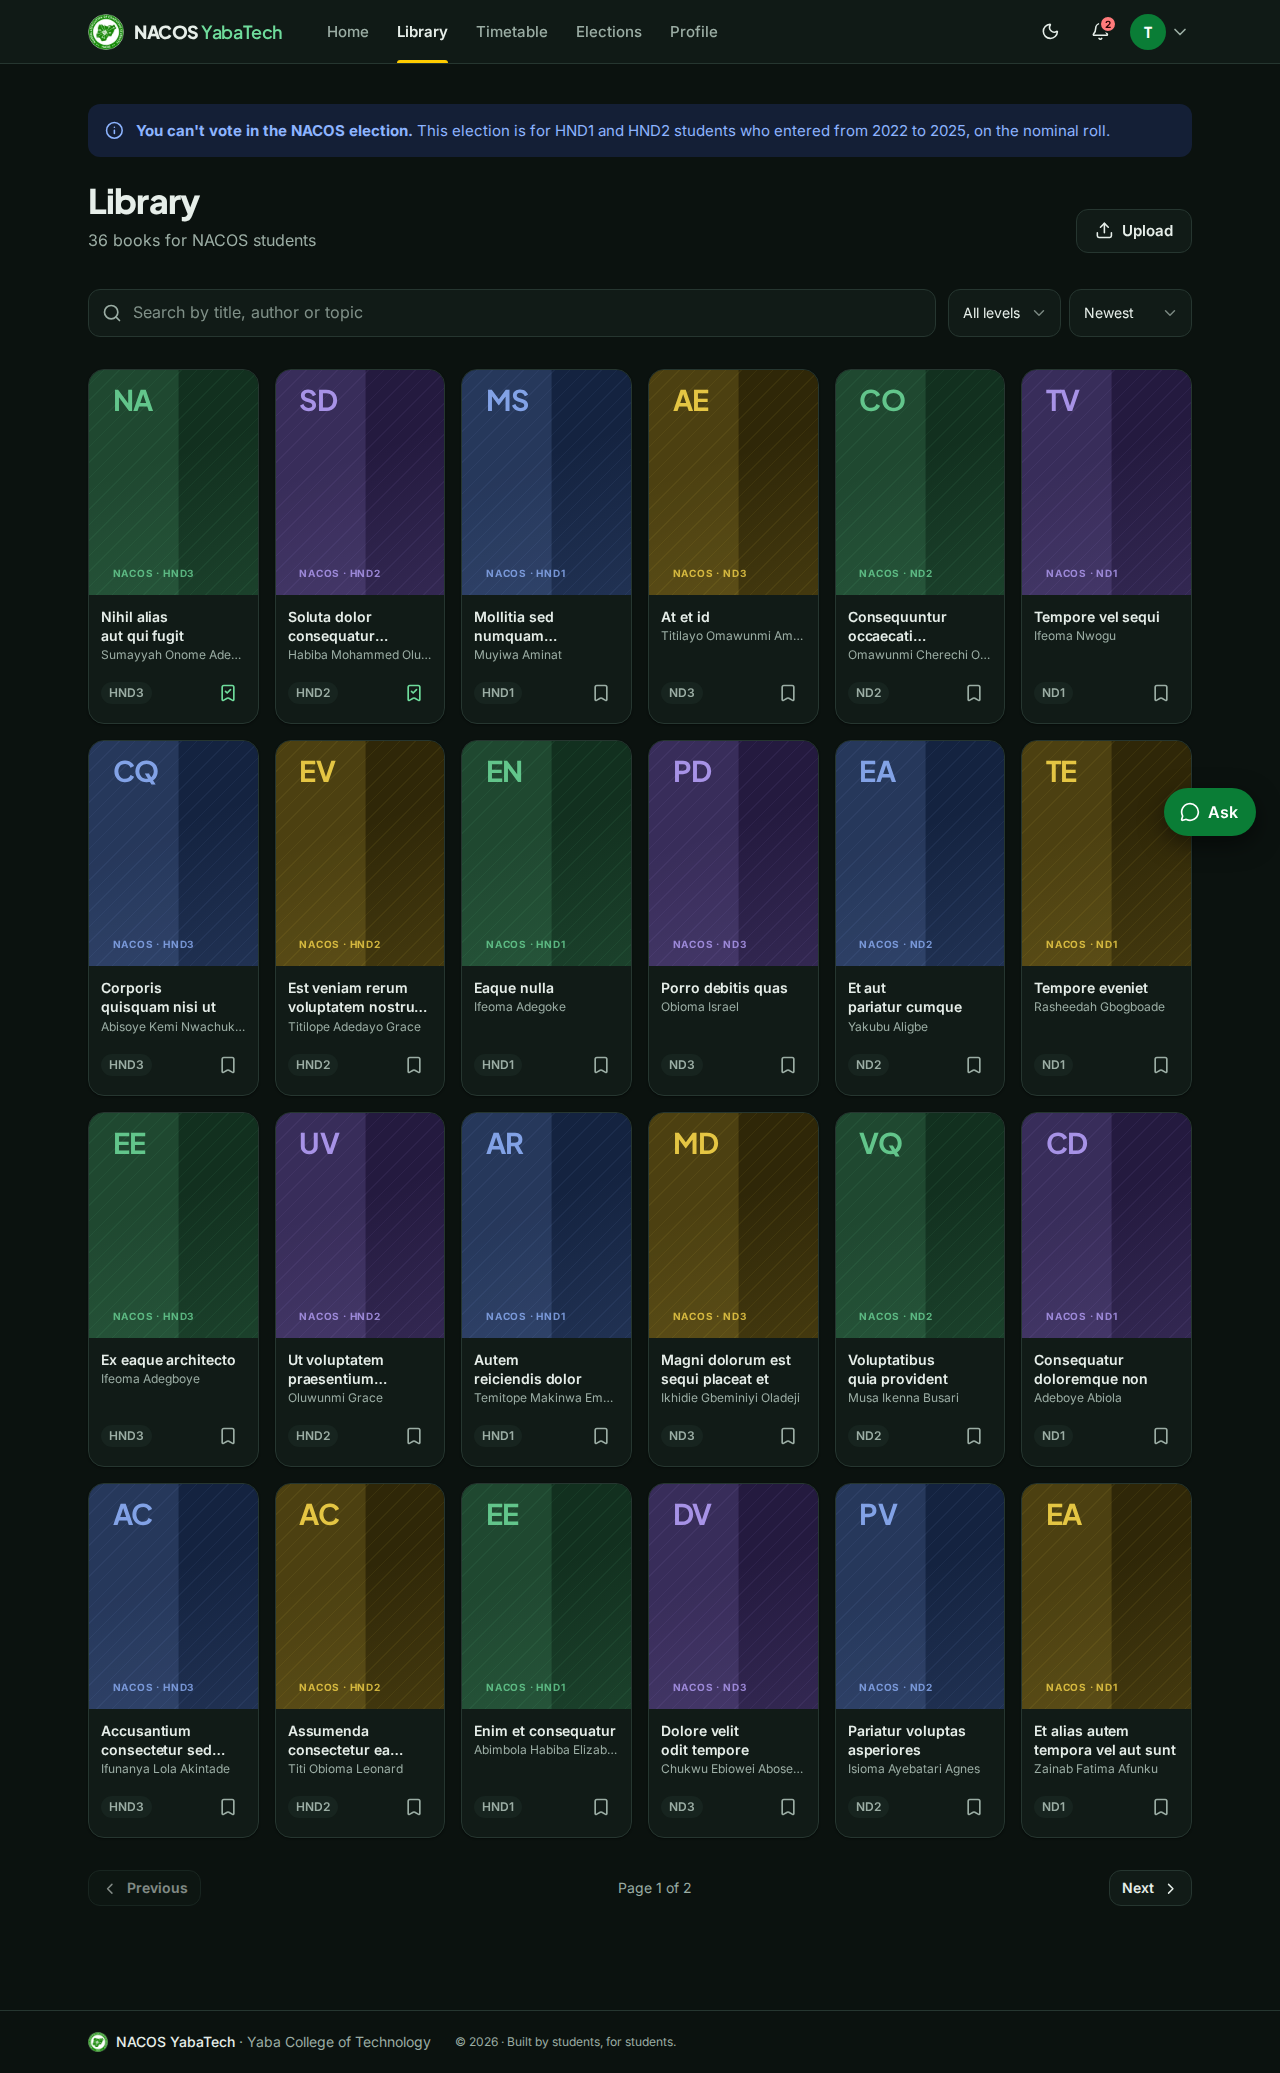 NACOS YabaTech
Home
Library
Timetable
Elections
Profile
2
T
You can't vote in the NACOS election. This election is for HND1 and HND2 students who entered from 2022 to 2025, on the nominal roll.
Library
36 books for NACOS students
Upload
Search by title, author or topic
All levels
Newest
NA
NACOS · HND3
Nihil alias
aut qui fugit
Sumayyah Onome Ade...
HND3
SD
NACOS · HND2
Soluta dolor
consequatur...
Habiba Mohammed Olu...
HND2
MS
NACOS · HND1
Mollitia sed
numquam...
Muyiwa Aminat
HND1
AE
NACOS · ND3
At et id
Titilayo Omawunmi Am...
ND3
CO
NACOS · ND2
Consequuntur
occaecati...
Omawunmi Cherechi O...
ND2
TV
NACOS · ND1
Tempore vel sequi
Ifeoma Nwogu
ND1
CQ
NACOS · HND3
Corporis
quisquam nisi ut
Abisoye Kemi Nwachuk...
HND3
EV
NACOS · HND2
Est veniam rerum
voluptatem nostru...
Titilope Adedayo Grace
HND2
EN
NACOS · HND1
Eaque nulla
Ifeoma Adegoke
HND1
PD
NACOS · ND3
Porro debitis quas
Obioma Israel
ND3
EA
NACOS · ND2
Et aut
pariatur cumque
Yakubu Aligbe
ND2
TE
NACOS · ND1
Tempore eveniet
Rasheedah Gbogboade
ND1
Ask
EE
NACOS · HND3
Ex eaque architecto
Ifeoma Adegboye
HND3
UV
NACOS · HND2
Ut voluptatem
praesentium...
Oluwunmi Grace
HND2
AR
NACOS · HND1
Autem
reiciendis dolor
Temitope Makinwa Em...
HND1
MD
NACOS · ND3
Magni dolorum est
sequi placeat et
Ikhidie Gbeminiyi Oladeji
ND3
VQ
NACOS · ND2
Voluptatibus
quia provident
Musa Ikenna Busari
ND2
CD
NACOS · ND1
Consequatur
doloremque non
Adeboye Abiola
ND1
AC
NACOS · HND3
Accusantium
consectetur sed...
Ifunanya Lola Akintade
HND3
AC
NACOS · HND2
Assumenda
consectetur ea...
Titi Obioma Leonard
HND2
EE
NACOS · HND1
Enim et consequatur
Abimbola Habiba Elizab...
HND1
DV
NACOS · ND3
Dolore velit
odit tempore
Chukwu Ebiowei Abose...
ND3
PV
NACOS · ND2
Pariatur voluptas
asperiores
Isioma Ayebatari Agnes
ND2
EA
NACOS · ND1
Et alias autem
tempora vel aut sunt
Zainab Fatima Afunku
ND1
Previous
Page 1 of 2
Next
NACOS YabaTech · Yaba College of Technology
© 2026 · Built by students, for students.